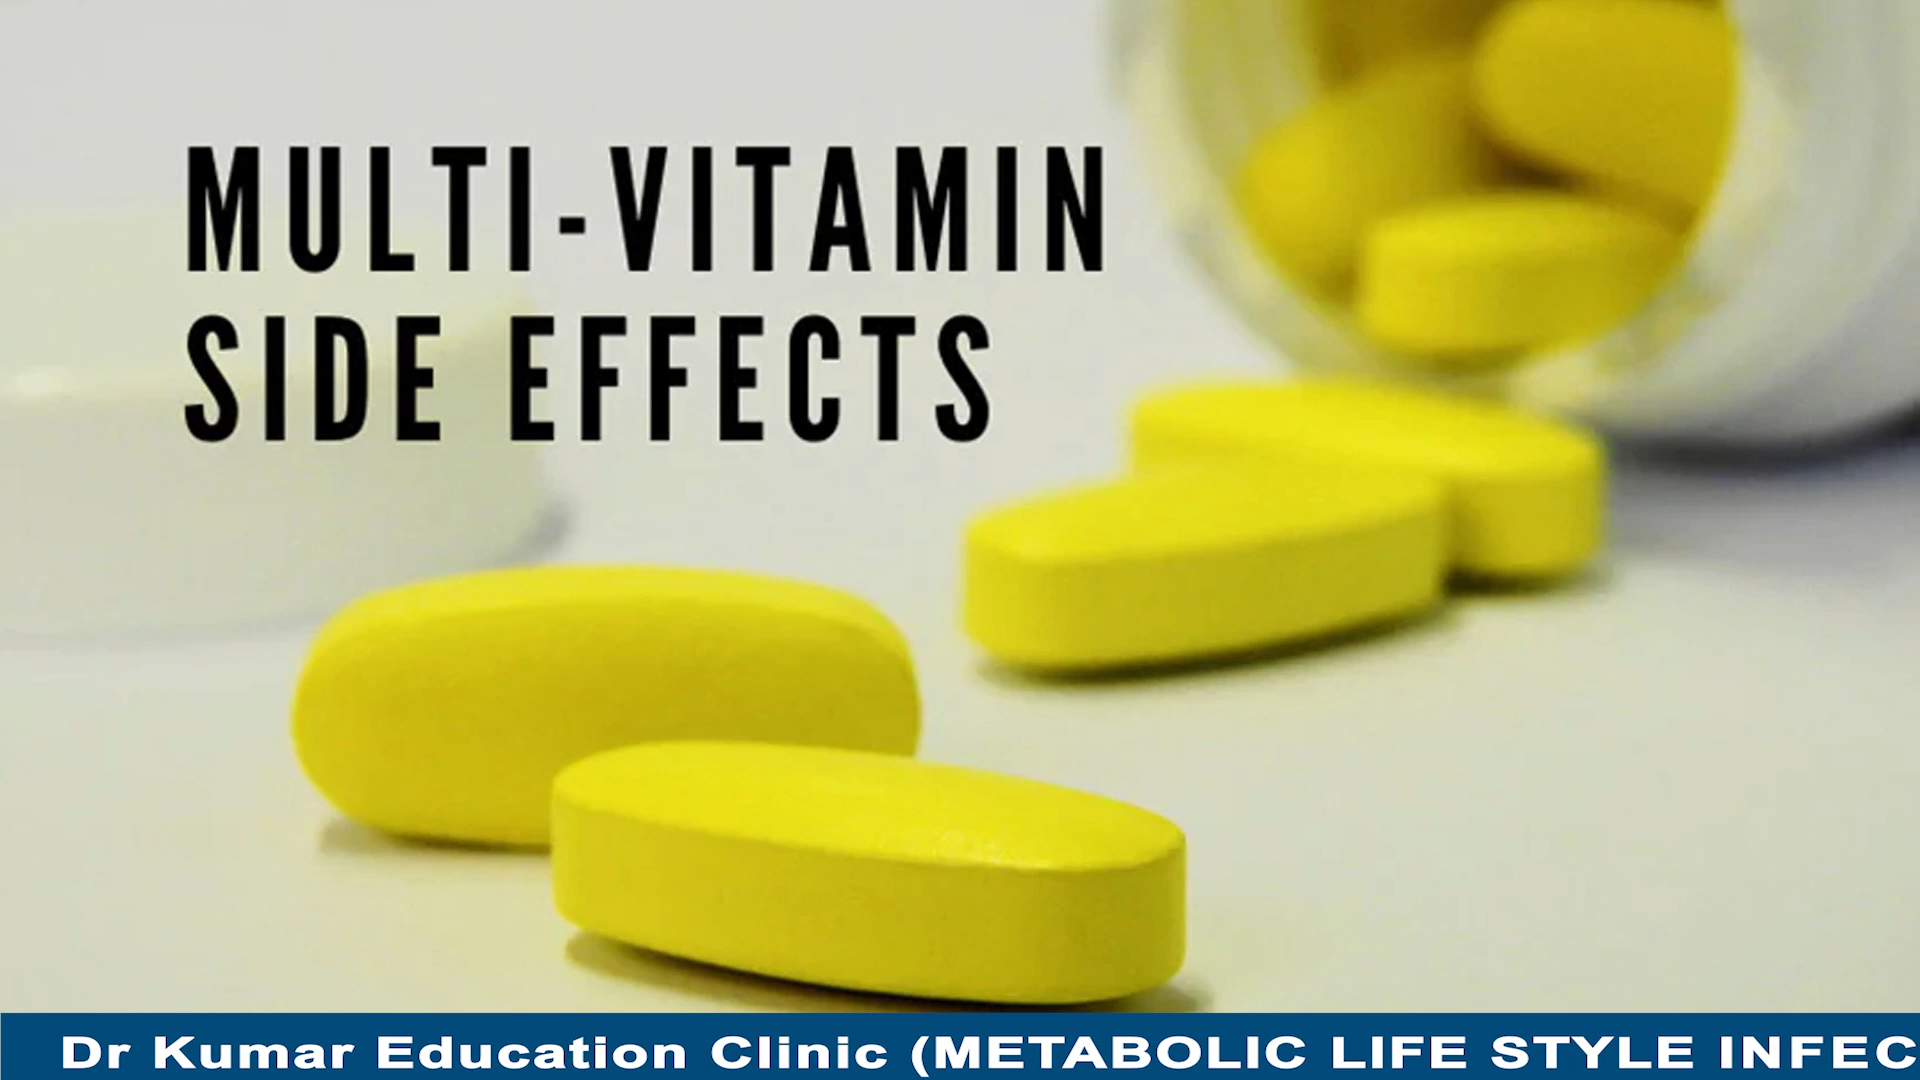 MULTI-VITAMIN
SIDE EFFECTS
Dr Kumar Education Clinic (METABOLIC LIFE STYLE INFEC